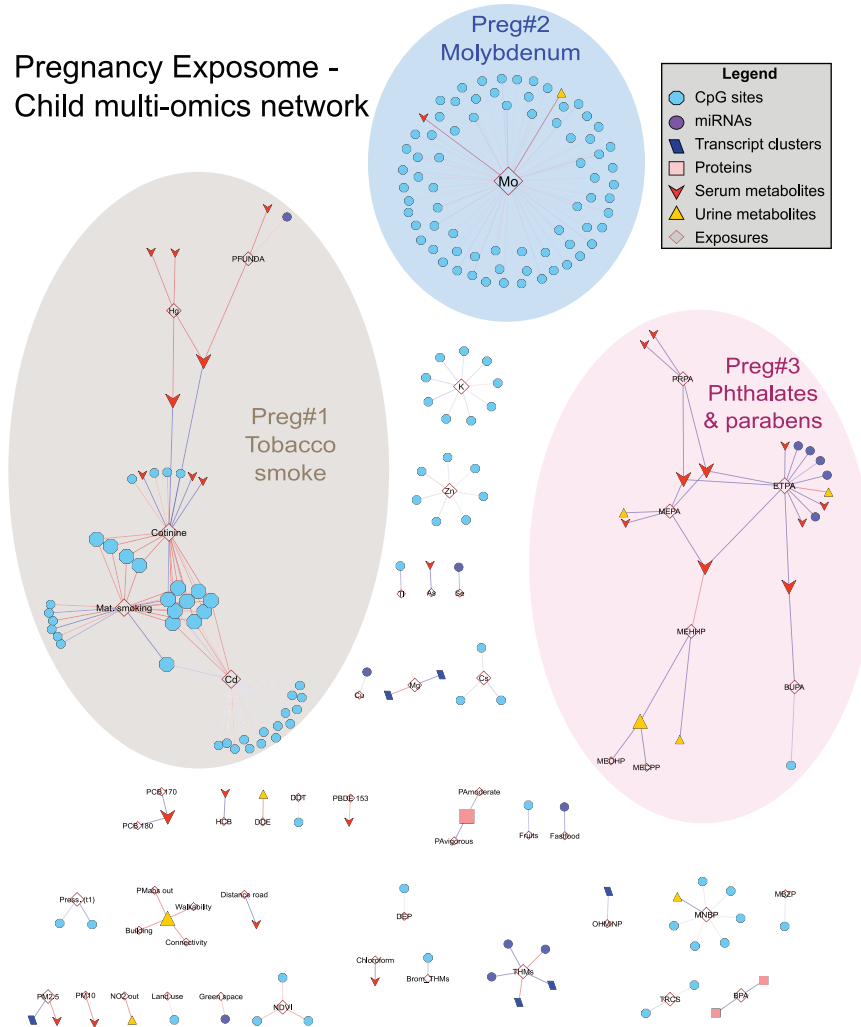 Pregnancy Exposome -
Child multi-omics network
Preg#2
Molybdenum
Mo
Legend
CpG sites
miRNAs
Transcript clusters
Proteins
Serum metabolites
Urine metabolites
Exposures
PFUNDA
Hg
Preg#1
Tobacco
smoke
Cotinine
Mat. smoking
Cd
K
Zn
Tl
As
Se
Cu
Mg
Cs
Preg#3
Phthalates
& parabens
PRPA
ETPA
MEPA
MEHHP
BUPA
MEOHP
MECPP
PCB 170
PCB 180
HCB
DDE
DDT
PBDE 153
PAmoderate
PAvigorous
Fruits
Fastfood
Press. (t1)
PMabs out
Walkability
Building
Connectivity
Distance road
DEP
OHMiNP
MNBP
MBZP
Chloroform
Brom. THMs
THMs
PM2.5
PM10
NO2 out
Land use
Green space
NDVI
TRCS
BPA